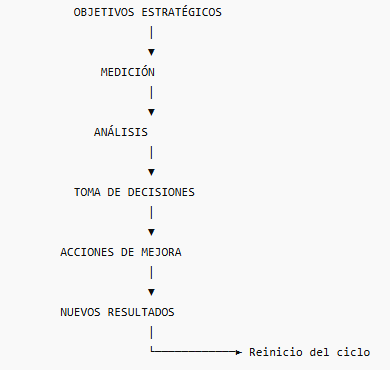 OBJETIVOS ESTRATÉGICOS
MEDICIÓN
ANÁLISIS
TOMA DE DECISIONES
ACCIONES DE MEJORA
NUEVOS RESULTADOS
Reinicio del ciclo